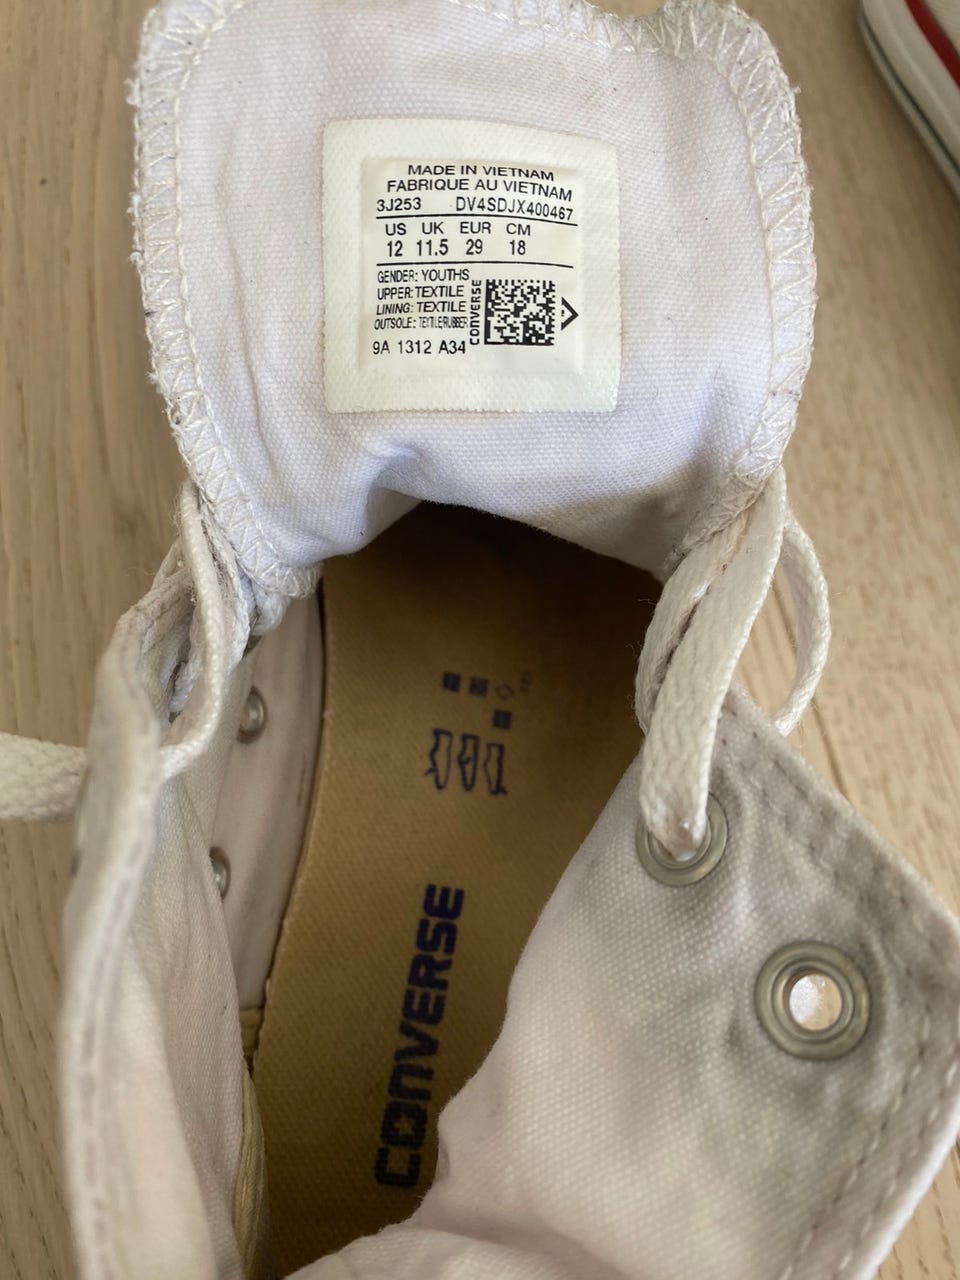 MADE IN VIETNAM
FABRIQUE AU VIETNAM
3J253 DV4SDJX400467
US UK EUR CM
12 11.5 29 18
GENDER: YOUTHS
UPPER: TEXTILE
LINING: TEXTILE
OUTSOLE: TEXTILE/RUBBER
CONVERSE
9A 1312 A34
CONVERSE